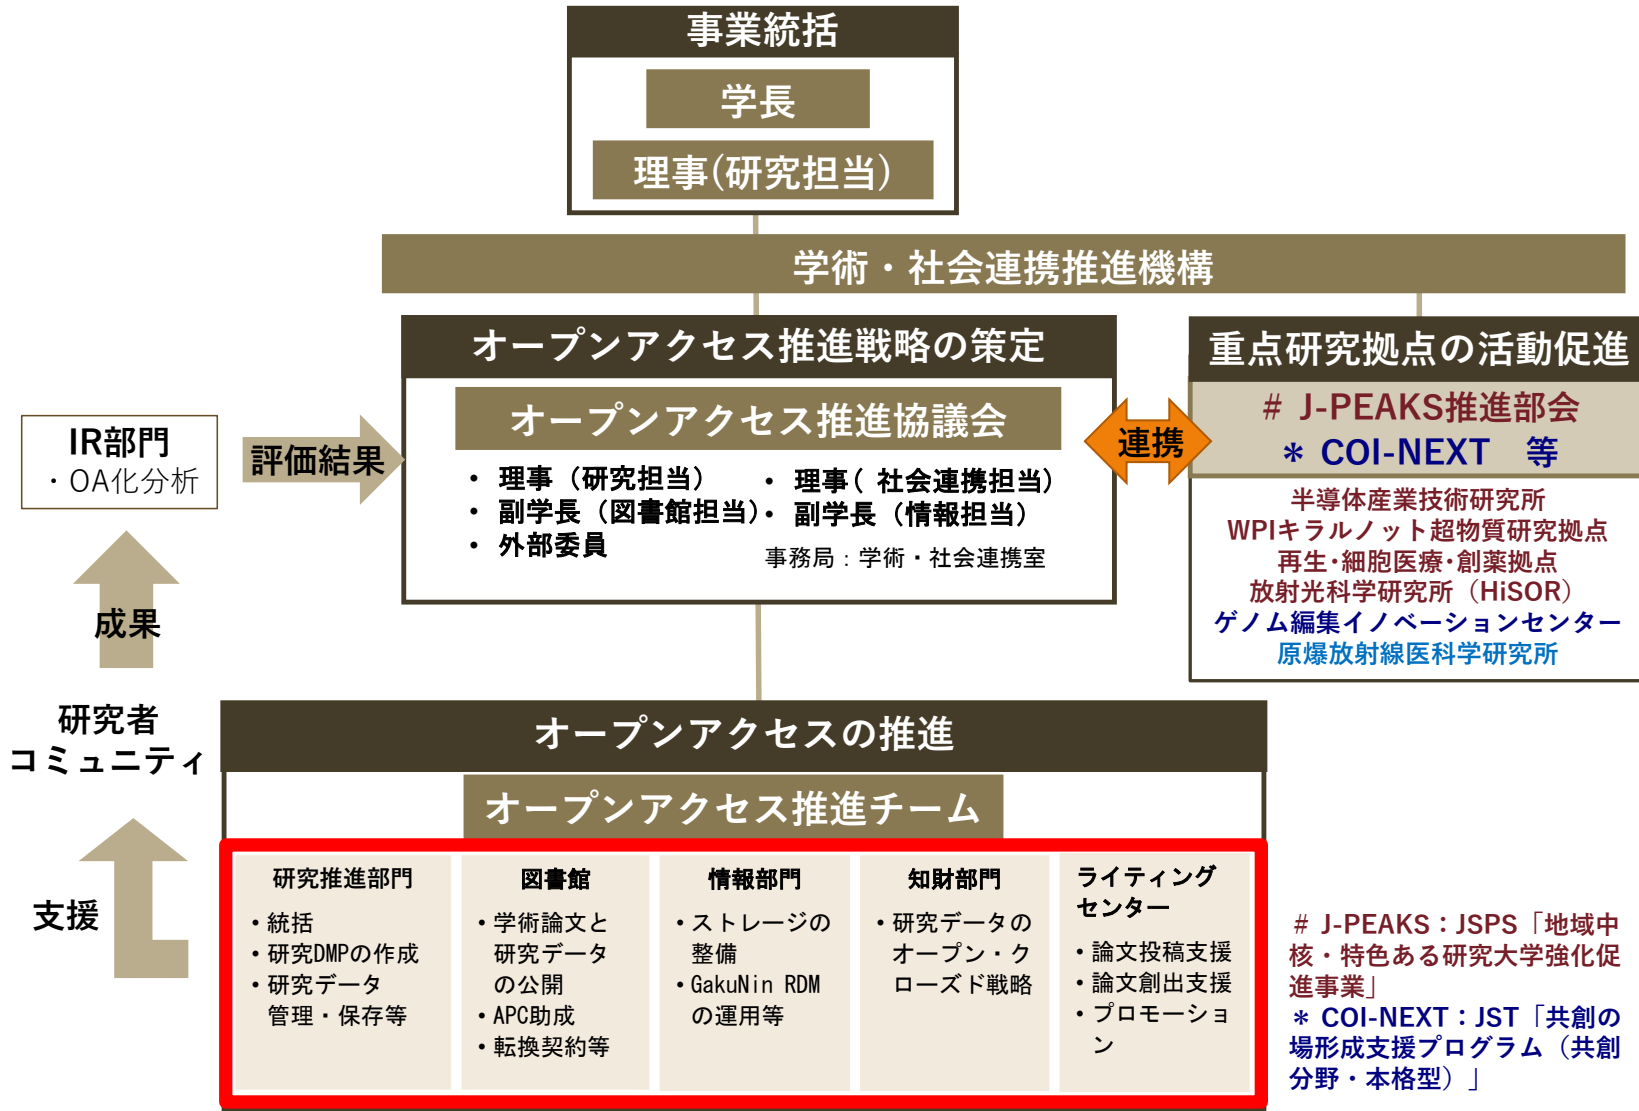 事業統括
学長
理事(研究担当)
学術・社会連携推進機構
オープンアクセス推進戦略の策定
オープンアクセス推進協議会
・ 理事（研究担当）
・ 副学長（図書館担当）
・ 外部委員
・ 理事( 社会連携担当）
・ 副学長（情報担当）
事務局：学術・社会連携室
連携
重点研究拠点の活動促進
# J-PEAKS推進部会
＊ COI-NEXT　等
半導体産業技術研究所
WPIキラルノット超物質研究拠点
再生・細胞医療・創薬拠点
放射光科学研究所（HiSOR）
ゲノム編集イノベーションセンター
原爆放射線医科学研究所
IR部門
・OA化分析
評価結果
成果
研究者
コミュニティ
支援
オープンアクセスの推進
オープンアクセス推進チーム
研究推進部門
・統括
・研究DMPの作成
・研究データ
管理・保存等
図書館
・学術論文と
研究データ
の公開
・APC助成
・転換契約等
情報部門
・ストレージの
整備
・GakuNin RDM
の運用等
知財部門
・研究データの
オープン・ク
ローズド戦略
ライティング
センター
・論文投稿支援
・論文創出支援
・プロモーショ
ン
# J-PEAKS：JSPS「地域中
核・特色ある研究大学強化促
進事業」
＊ COI-NEXT：JST「共創の
場形成支援プログラム（共創
分野・本格型）」